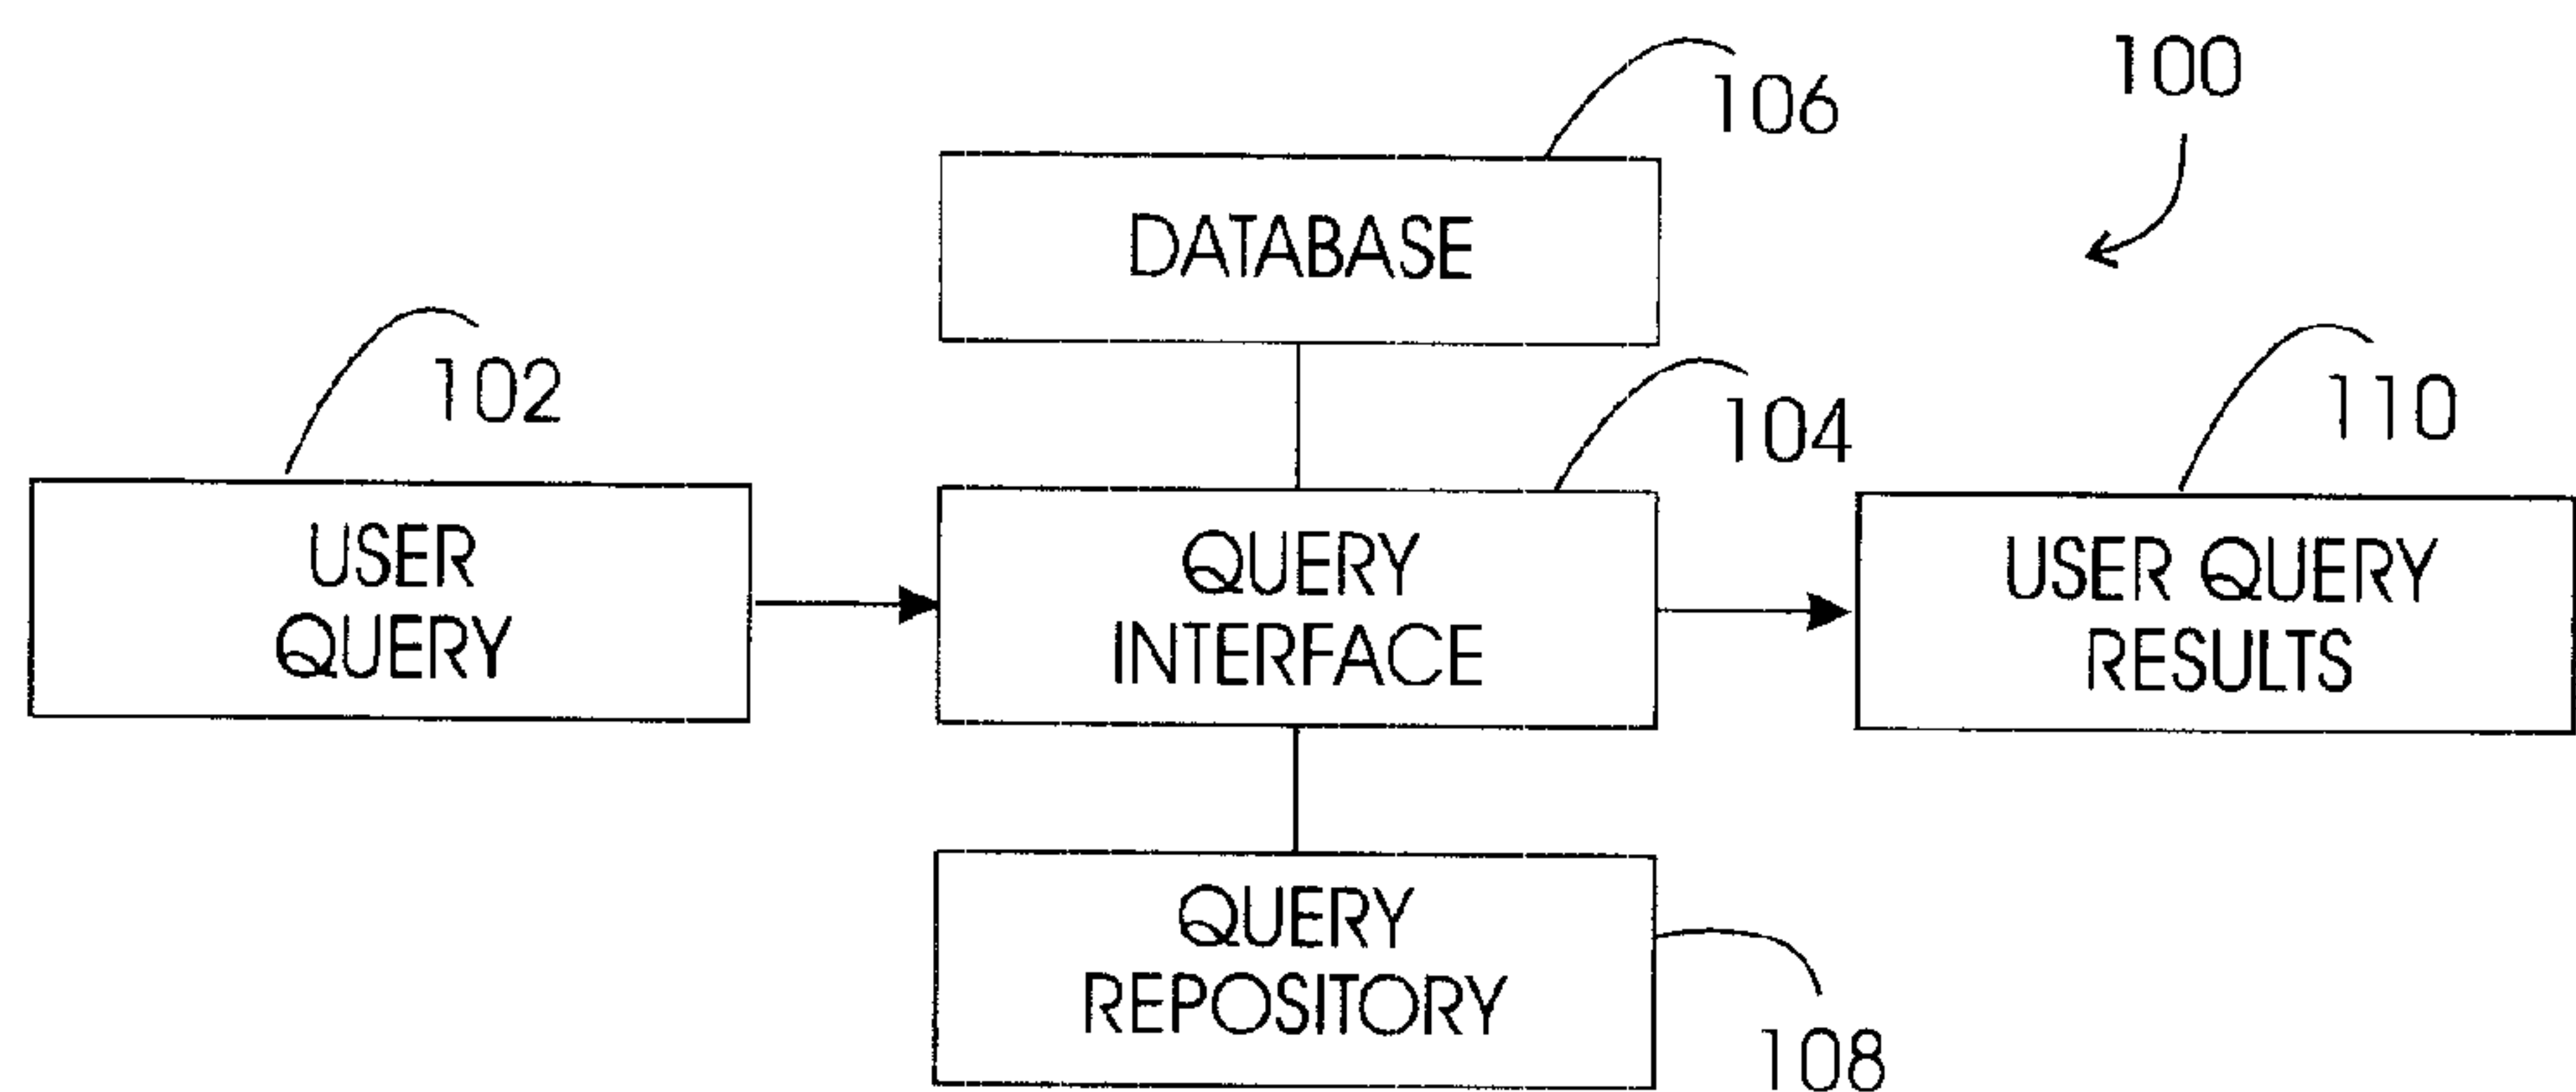 100
106
DATABASE
102
104
110
USER
QUERY
QUERY
INTERFACE
USER QUERY
RESULTS
QUERY
REPOSITORY
108